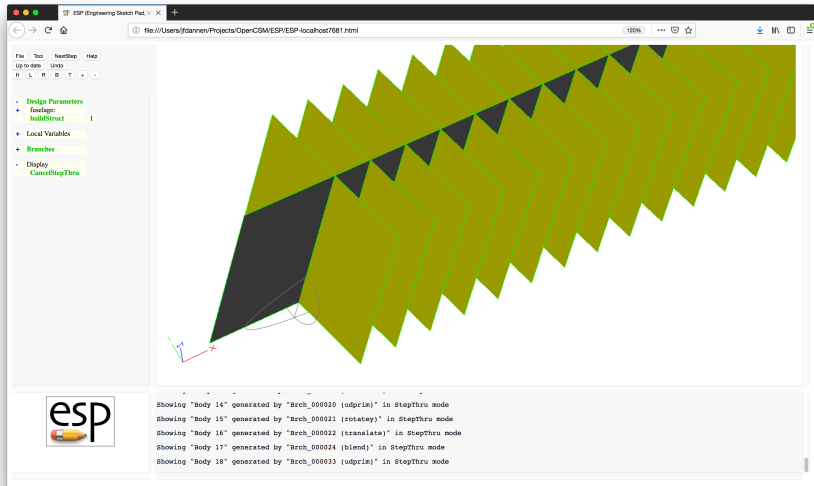 ESP (Engineering Sketch Pad, V
file:///Users/jfdannen/Projects/OpenCSM/ESP/ESP-localhost7681.html
120%
File Tool NextStep Help
Up to date Undo
H L R B T + -
- Design Parameters
+ fuselage:
buildStruct 1
+ Local Variables
+ Branches
- Display
CancelStepThru
X
esp
Showing "Body 14" generated by "Brch_000020 (udprim)" in StepThru mode
Showing "Body 15" generated by "Brch_000021 (rotatey)" in StepThru mode
Showing "Body 16" generated by "Brch_000022 (translate)" in StepThru mode
Showing "Body 17" generated by "Brch_000024 (blend)" in StepThru mode
Showing "Body 18" generated by "Brch_000033 (udprim)" in StepThru mode